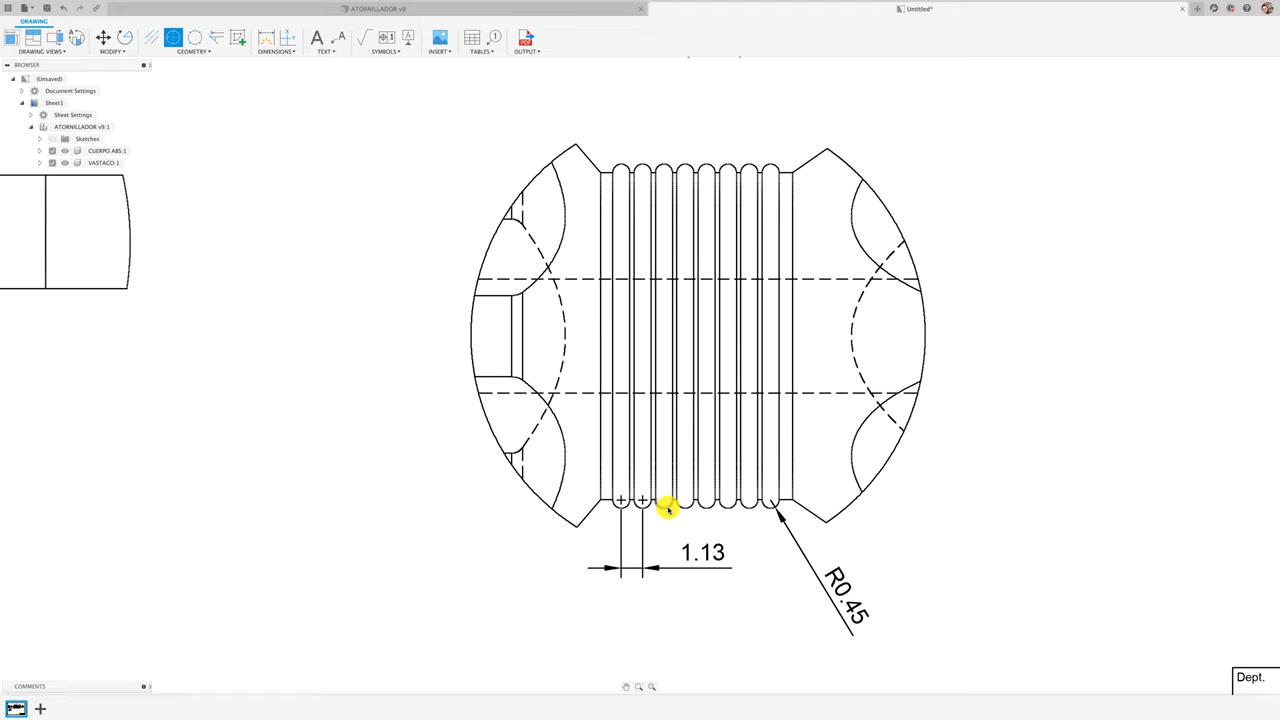 ATORNILLADOR v9
Untitled*
DRAWING
DRAWING VIEWS
MODIFY
GEOMETRY
DIMENSIONS
TEXT
SYMBOLS
INSERT
TABLES
OUTPUT
BROWSER
(Unsaved)
Document Settings
Sheet1
Sheet Settings
ATORNILLADOR v9:1
Sketches
CUERPO ABS:1
VASTAGO:1
1.13
R0.45
Dept.
COMMENTS